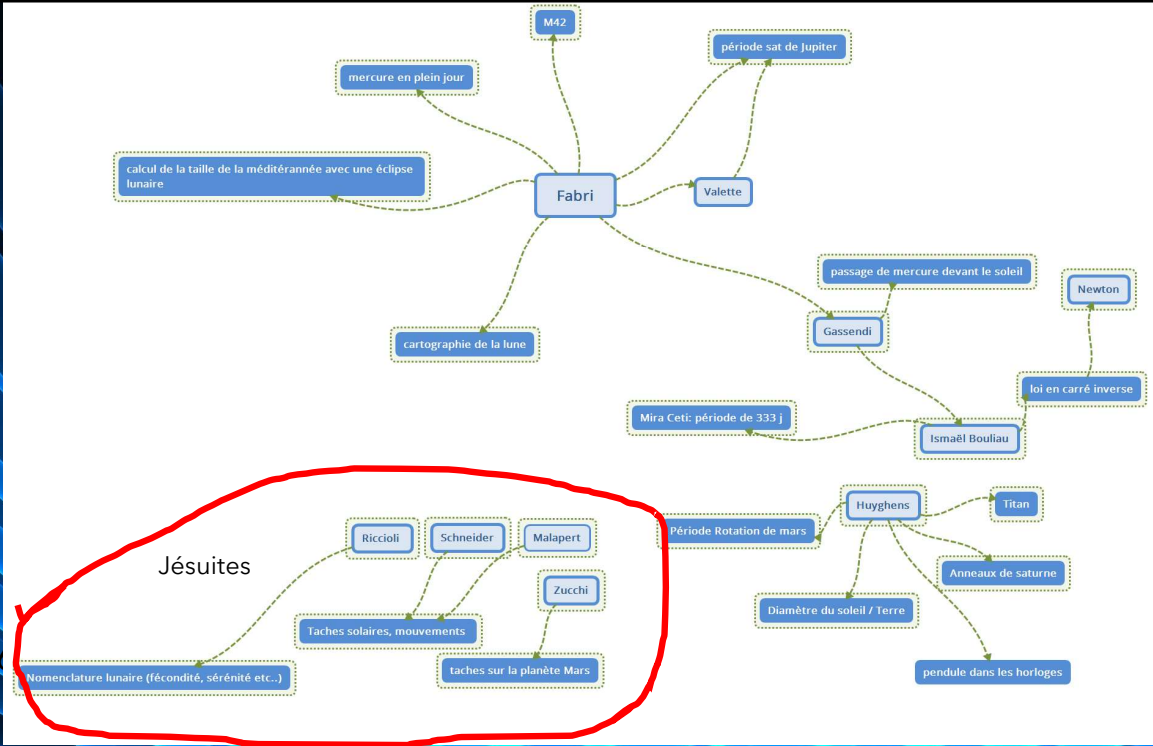 M42
période sat de Jupiter
mercure en plein jour
calcul de la taille de la méditérannée avec une éclipse
lunaire
Fabri
Valette
passage de mercure devant le soleil
Newton
Gassendi
cartographie de la lune
loi en carré inverse
Mira Ceti: période de 333 j
Ismaël Bouliau
Huyghens
Titan
Période Rotation de mars
Riccioli
Schneider
Malapert
Jésuites
Anneaux de saturne
Zucchi
Diamètre du soleil / Terre
Taches solaires, mouvements
taches sur la planète Mars
pendule dans les horloges
Nomenclature lunaire (fécondité, sérénité etc..)